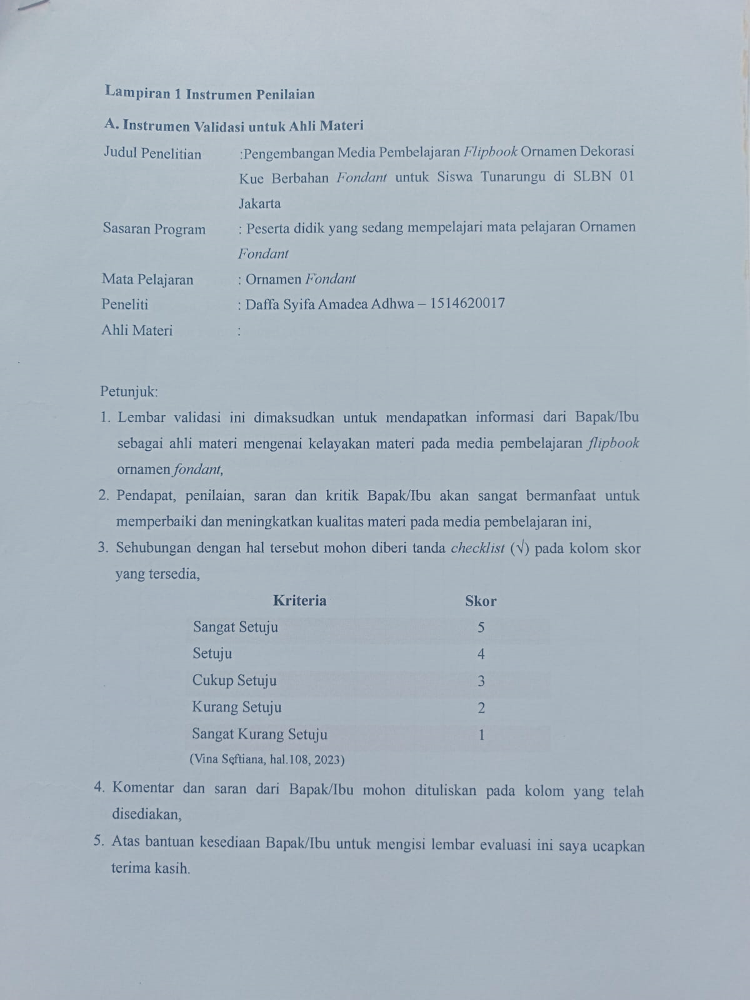 Lampiran 1 Instrumen Penilaian
A. Instrumen Validasi untuk Ahli Materi
Judul Penelitian :Pengembangan Media Pembelajaran Flipbook Ornamen Dekorasi
Kue Berbahan Fondant untuk Siswa Tunarungu di SLBN 01
Jakarta
Sasaran Program : Peserta didik yang sedang mempelajari mata pelajaran Ornamen
Fondant
Mata Pelajaran : Ornamen Fondant
Peneliti : Daffa Syifa Amadea Adhwa – 1514620017
Ahli Materi :
Petunjuk:
1. Lembar validasi ini dimaksudkan untuk mendapatkan informasi dari Bapak/Ibu
sebagai ahli materi mengenai kelayakan materi pada media pembelajaran flipbook
ornamen fondant,
2. Pendapat, penilaian, saran dan kritik Bapak/Ibu akan sangat bermanfaat untuk
memperbaiki dan meningkatkan kualitas materi pada media pembelajaran ini,
3. Sehubungan dengan hal tersebut mohon diberi tanda checklist (√) pada kolom skor
yang tersedia,
Kriteria Skor
Sangat Setuju 5
Setuju 4
Cukup Setuju 3
Kurang Setuju 2
Sangat Kurang Setuju 1
(Vina Seftiana, hal.108, 2023)
4. Komentar dan saran dari Bapak/Ibu mohon dituliskan pada kolom yang telah
disediakan,
5. Atas bantuan kesediaan Bapak/Ibu untuk mengisi lembar evaluasi ini saya ucapkan
terima kasih.